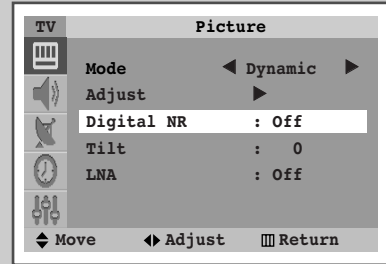 TV Picture
Mode ◀ Dynamic ▶
Adjust ▶
Digital NR : Off
Tilt : 0
LNA : Off
Move Adjust Return